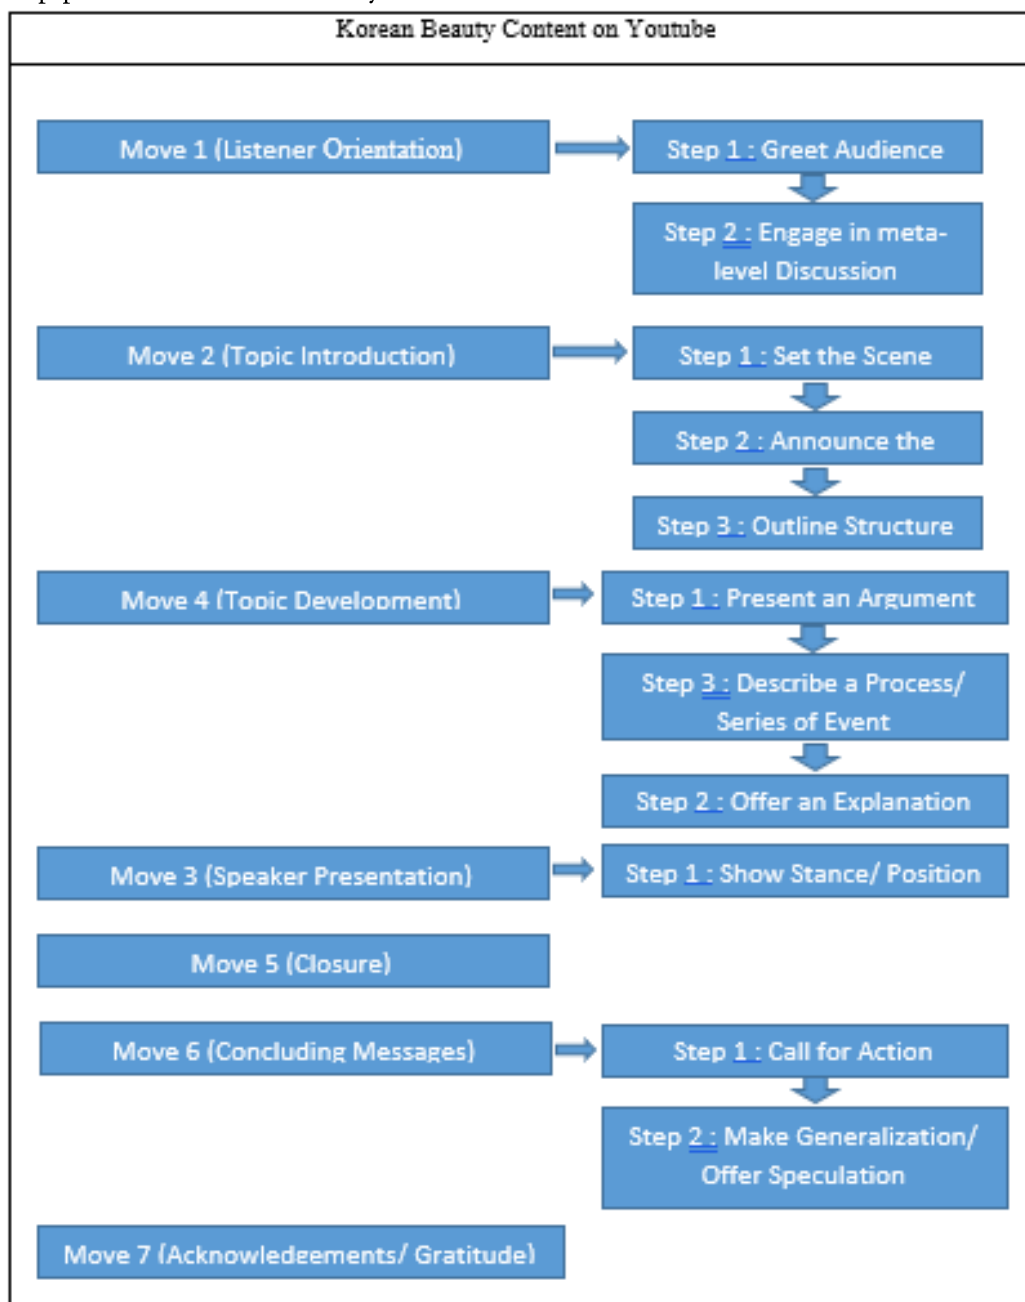 Korean Beauty Content on Youtube
Move 1 (Listener Orientation)
Step 1 : Greet Audience
Step 2 : Engage in meta-
level Discussion
Move 2 (Topic Introduction)
Step 1 : Set the Scene
Step 2 : Announce the
Step 3 : Outline Structure
Move 4 (Topic Development)
Step 1 : Present an Argument
Step 3 : Describe a Process/
Series of Event
Step 2 : Offer an Explanation
Move 3 (Speaker Presentation)
Step 1 : Show Stance/ Position
Move 5 (Closure)
Move 6 (Concluding Messages)
Step 1 : Call for Action
Step 2 : Make Generalization/
Offer Speculation
Move 7 (Acknowledgements/ Gratitude)